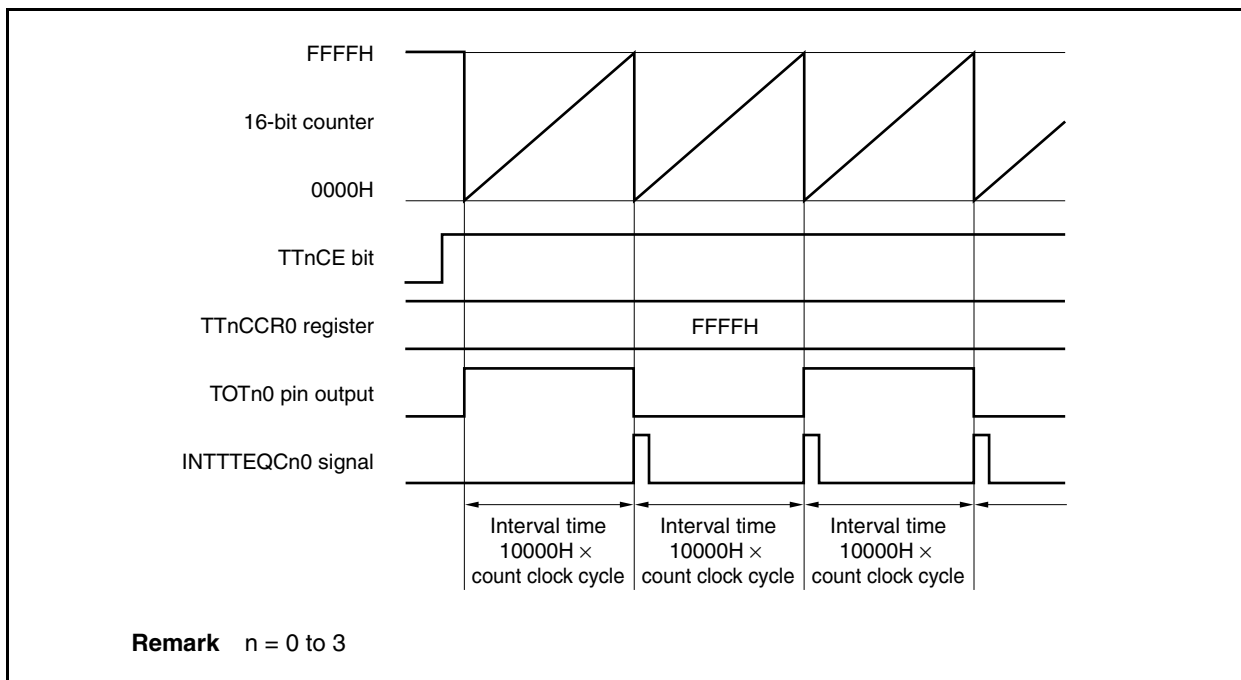 FFFFH
16-bit counter
0000H
TTnCE bit
TTnCCR0 register
FFFFH
TOTn0 pin output
INTTTEQCn0 signal
Interval time
10000H ×
count clock cycle
Interval time
10000H ×
count clock cycle
Interval time
10000H ×
count clock cycle
Remark n = 0 to 3